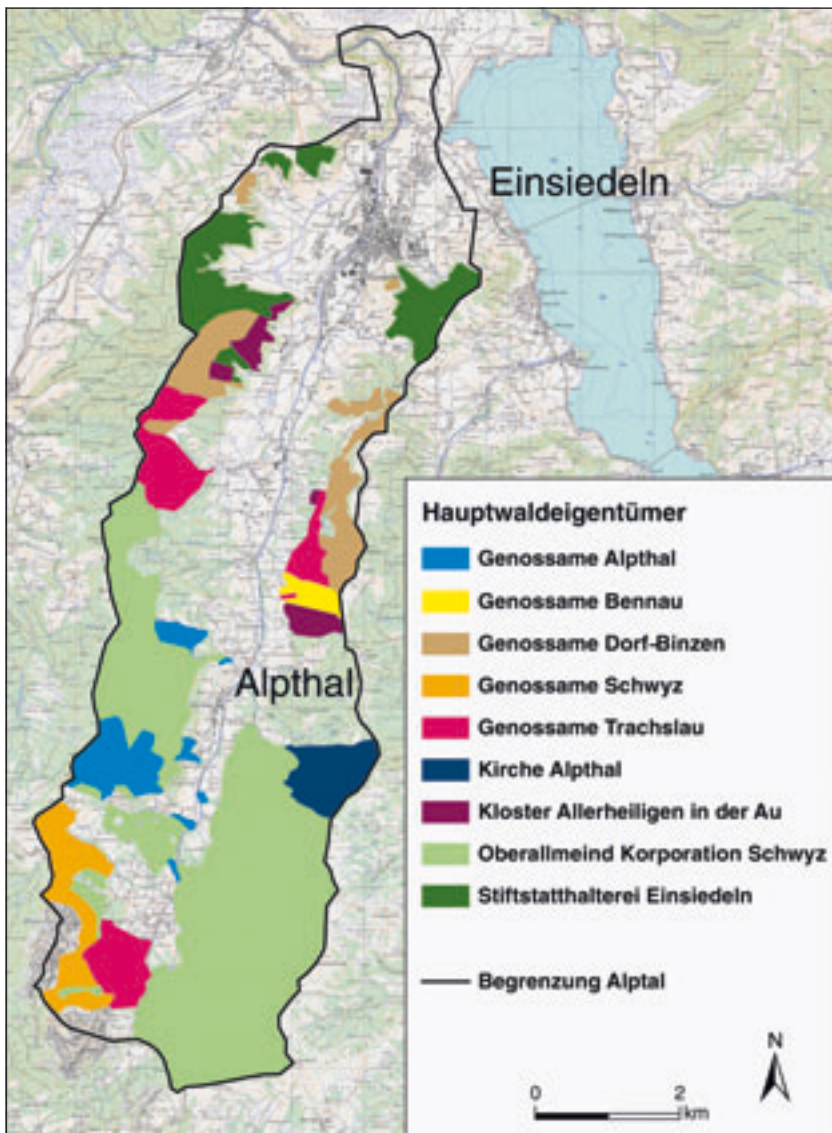 Einsiedeln
Alpthal
Hauptwaldeigentümer
Genossame Alpthal
Genossame Bennau
Genossame Dorf-Binzen
Genossame Schwyz
Genossame Trachslau
Kirche Alpthal
Kloster Allerheiligen in der Au
Oberallmeind Korporation Schwyz
Stiftstatthalterei Einsiedeln
Begrenzung Alptal
N
0 2
km